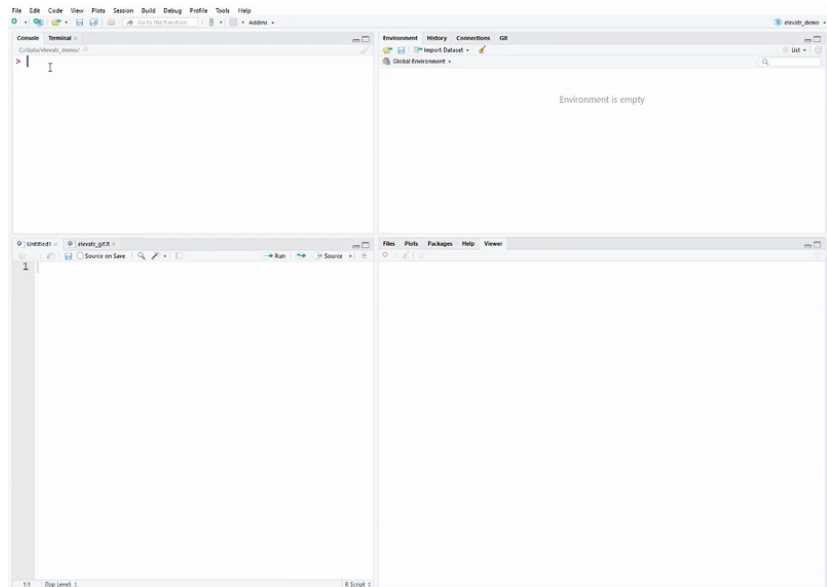 File Edit Code View Plots Session Build Debug Profile Tools Help
Go to file/function Addins elevatr_demo
Console Terminal
C:/data/elevatr_demo/
>
Environment History Connections Git
Import Dataset List
Global Environment
Environment is empty
Untitled1 elevatr_gif.R
Source on Save Run Source
1
Files Plots Packages Help Viewer
1:1 (Top Level) R Script